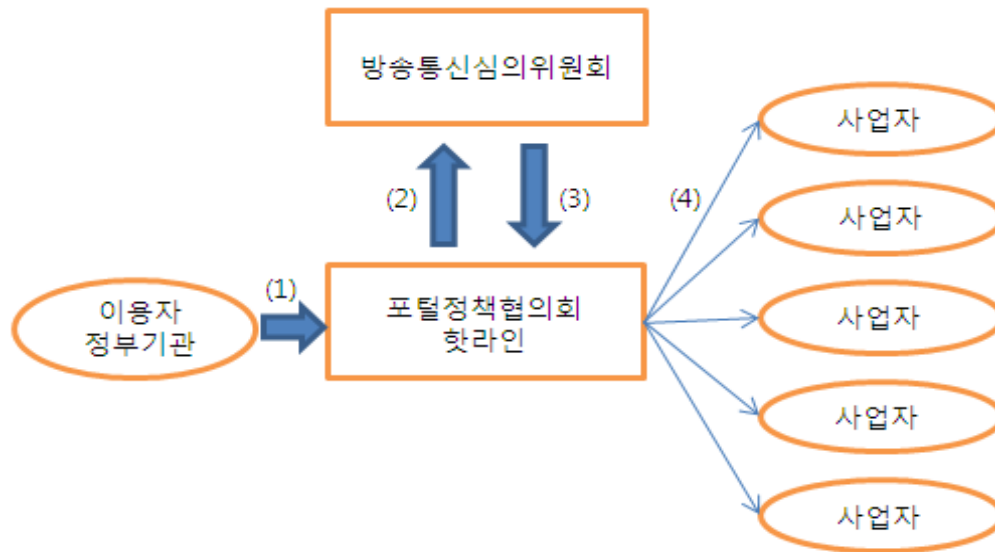 방송통신심의위원회
(2)
(3)
(1)
이용자
정부기관
포털정책협의회
핫라인
(4)
사업자
사업자
사업자
사업자
사업자